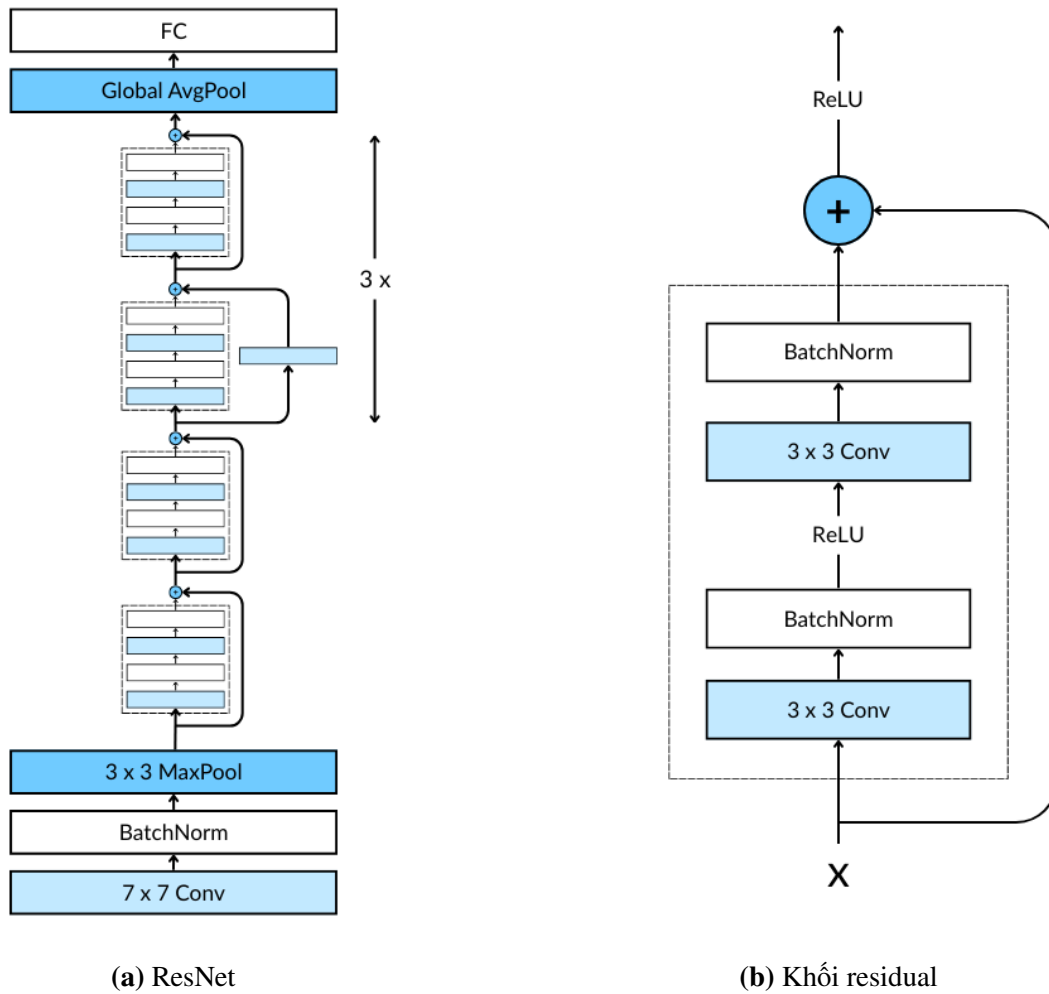 FC
Global AvgPool
3 x
3 x 3 MaxPool
BatchNorm
7 x 7 Conv
(a) ResNet
ReLU
+
BatchNorm
3 x 3 Conv
ReLU
BatchNorm
3 x 3 Conv
X
(b) Khối residual